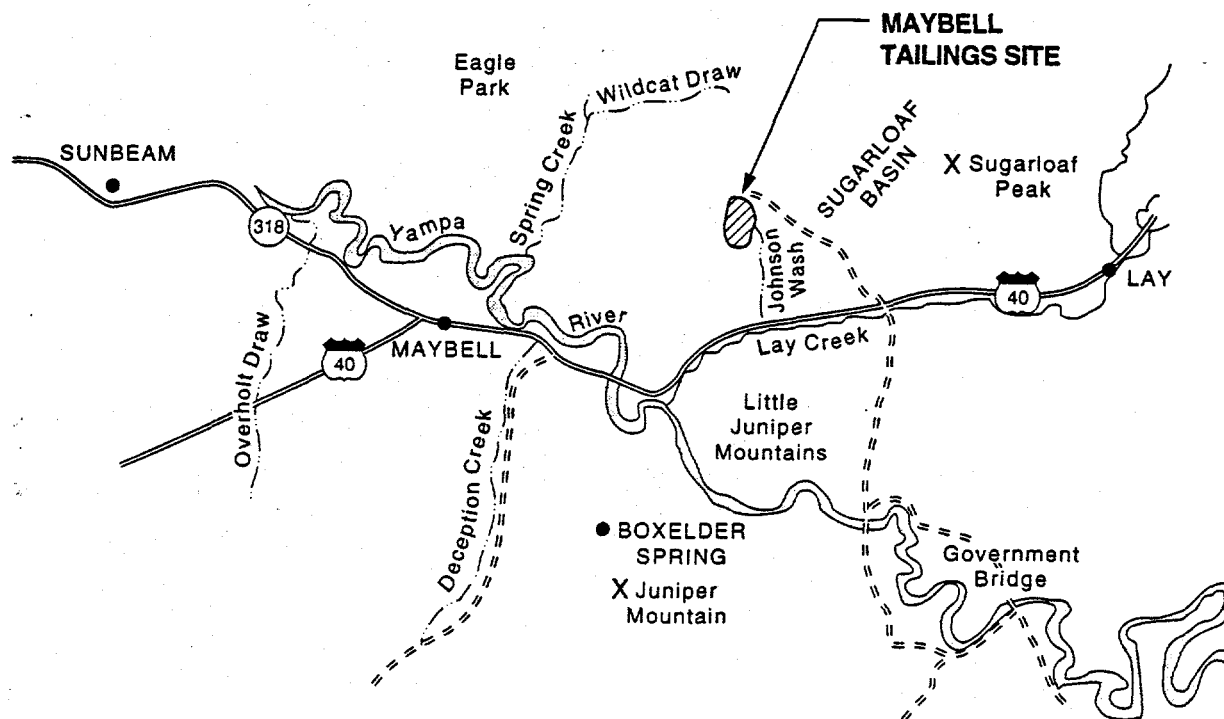 MAYBELL
TAILINGS SITE
Eagle
Park
Wildcat Draw
SUNBEAM
Spring Creek
SUGARLOAF
BASIN
X Sugarloaf
Peak
318
Yampa
Johnson
Wash
LAY
40
River
MAYBELL
Lay Creek
40
Overholt Draw
Little
Juniper
Mountains
Deception Creek
BOXELDER
SPRING
Government
Bridge
X Juniper
Mountain